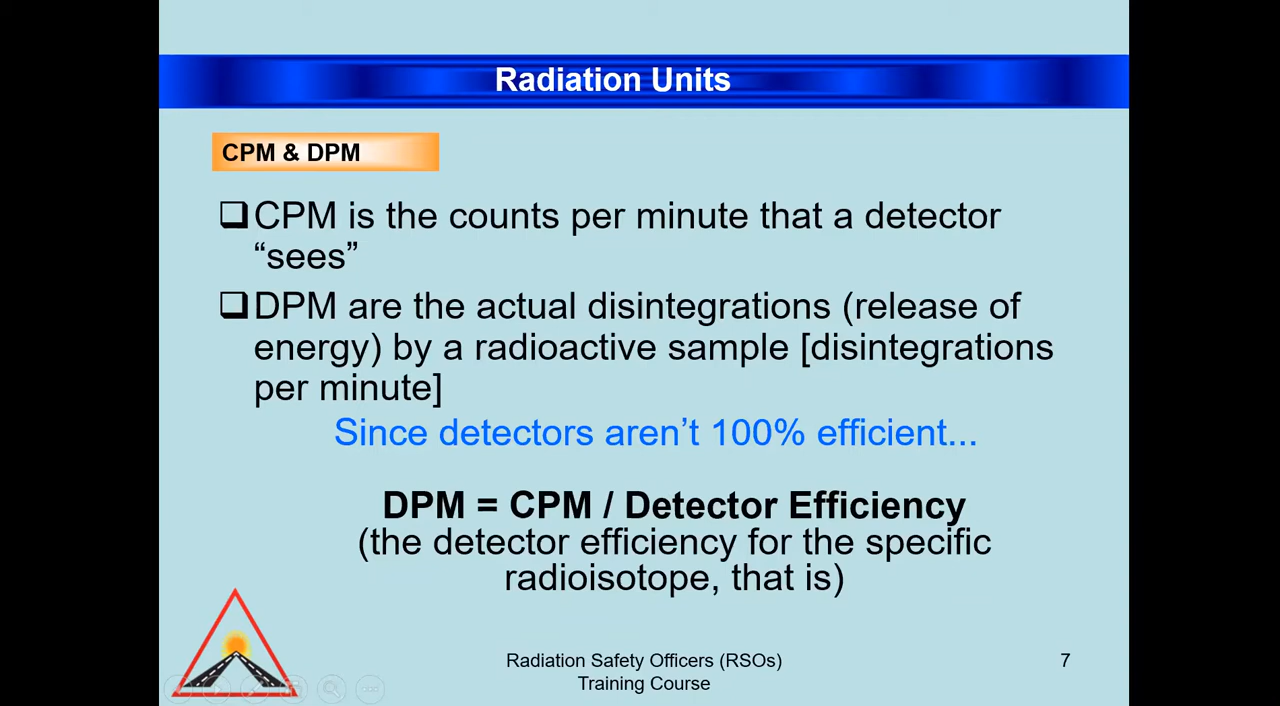 Radiation Units
CPM & DPM
❑CPM is the counts per minute that a detector
“sees”
❑DPM are the actual disintegrations (release of
energy) by a radioactive sample [disintegrations
per minute]
Since detectors aren’t 100% efficient...
DPM = CPM / Detector Efficiency
(the detector efficiency for the specific
radioisotope, that is)
Radiation Safety Officers (RSOs)
Training Course
7